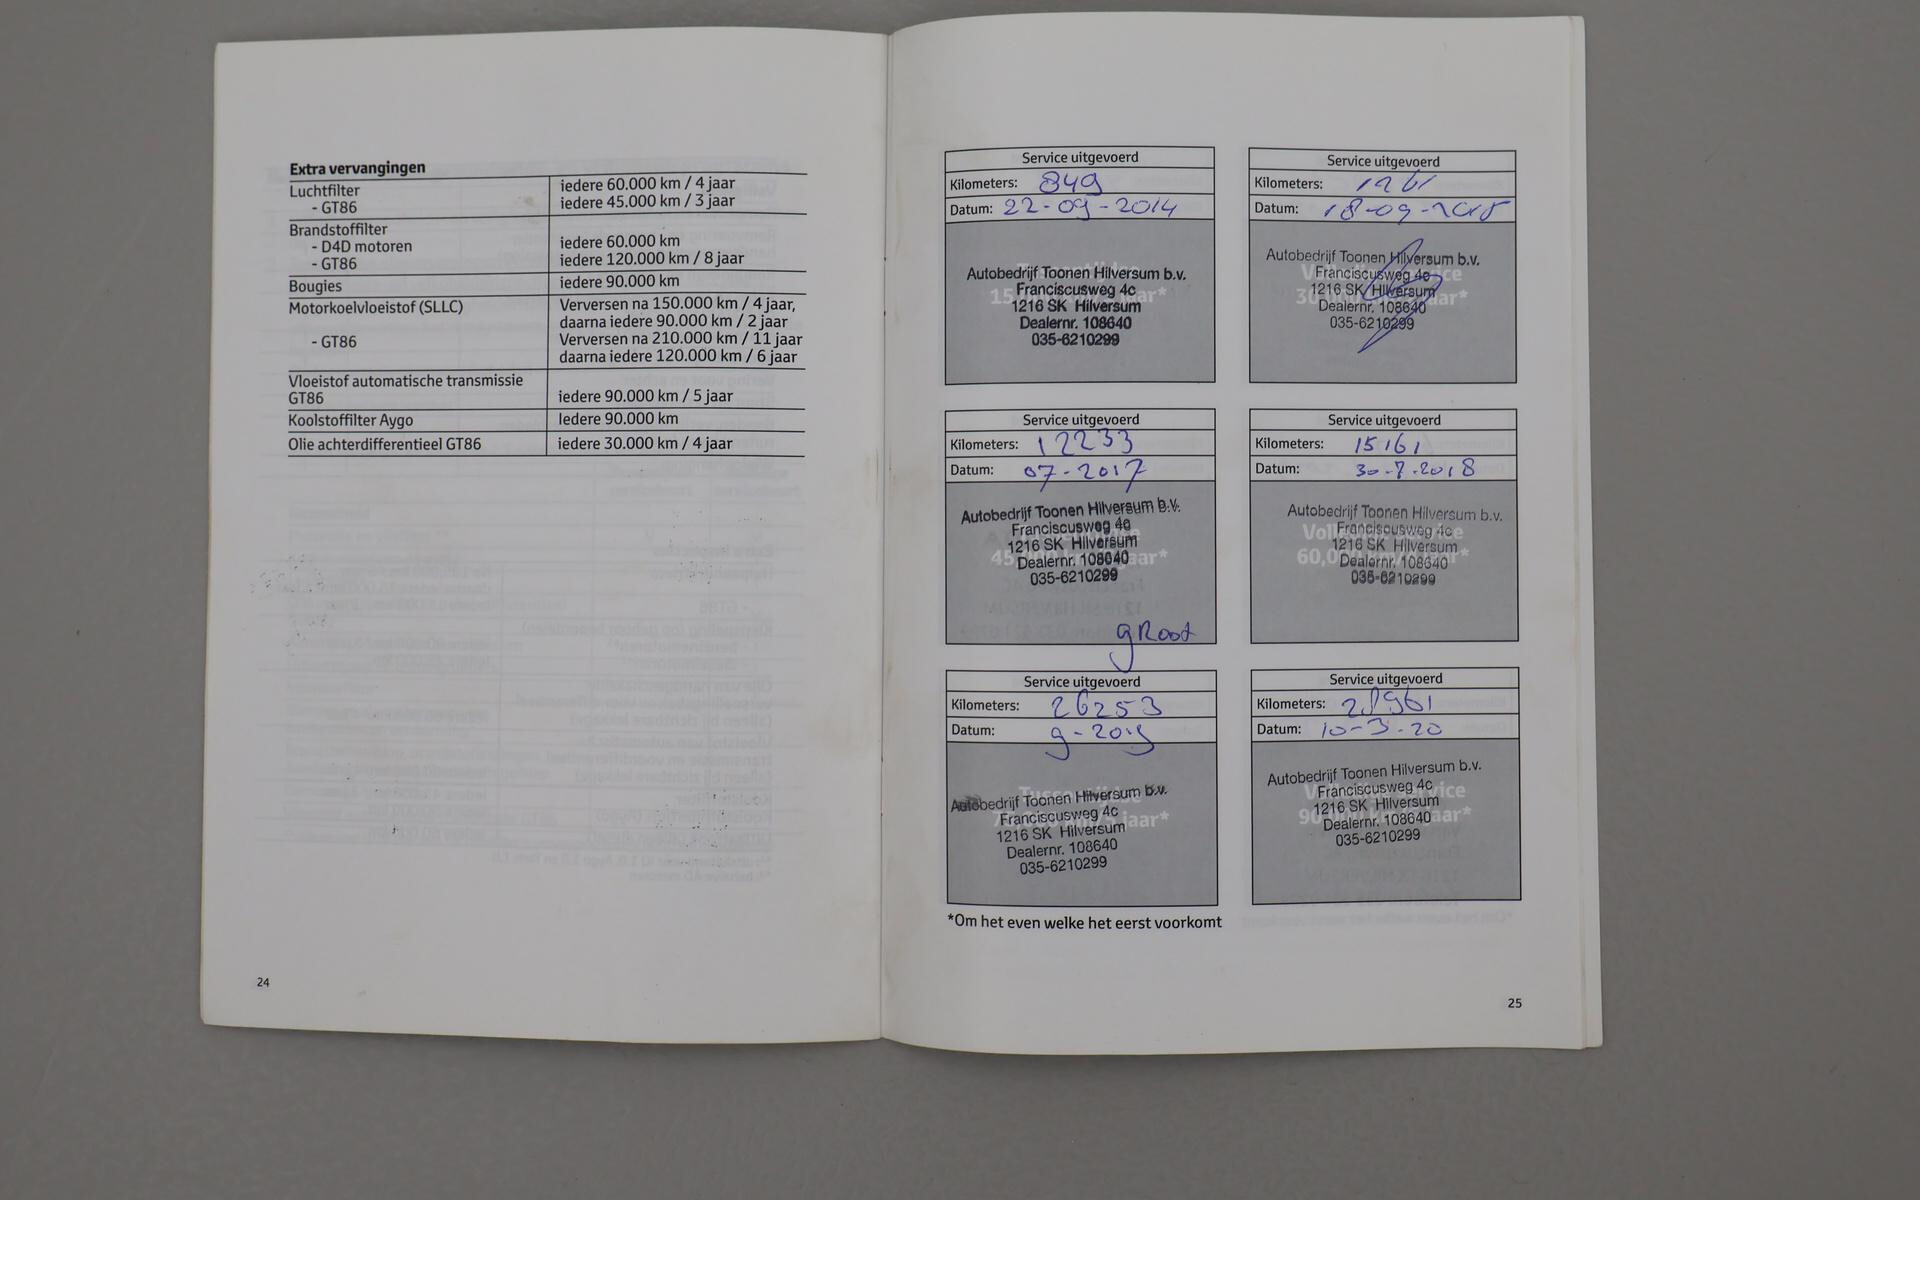 Extra vervangingen
Luchtfilter iedere 60.000 km / 4 jaar
- GT86 iedere 45.000 km / 3 jaar
Brandstoffilter
- D4D motoren iedere 60.000 km
- GT86 iedere 120.000 km / 8 jaar
Bougies iedere 90.000 km
Motorkoelvloeistof (SLLC) Verversen na 150.000 km / 4 jaar,
daarna iedere 90.000 km / 2 jaar
- GT86 Verversen na 210.000 km / 11 jaar
daarna iedere 120.000 km / 6 jaar
Vloeistof automatische transmissie
GT86 iedere 90.000 km / 5 jaar
Koolstoffilter Aygo Iedere 90.000 km
Olie achterdifferentieel GT86 iedere 30.000 km / 4 jaar
24
Service uitgevoerd
Kilometers: 849
Datum: 22-09-2014
Autobedrijf Toonen Hilversum b.v.
Franciscusweg 4c
1216 SK Hilversum
Dealernr. 108640
035-6210299
Service uitgevoerd
Kilometers: 1261
Datum: 18-09-2015
Autobedrijf Toonen Hilversum b.v.
Franciscusweg 4c
1216 SK Hilversum
Dealernr. 108640
035-6210299
Service uitgevoerd
Kilometers: 12233
Datum: 07-2017
Autobedrijf Toonen Hilversum b.v.
Franciscusweg 4c
1216 SK Hilversum
Dealernr. 108640
035-6210299
gRoot
Service uitgevoerd
Kilometers: 15161
Datum: 30-7-2018
Autobedrijf Toonen Hilversum b.v.
Franciscusweg 4c
1216 SK Hilversum
Dealernr. 108640
035-6210299
Service uitgevoerd
Kilometers: 26253
Datum: 9-2019
Autobedrijf Toonen Hilversum b.v.
Franciscusweg 4c
1216 SK Hilversum
Dealernr. 108640
035-6210299
Service uitgevoerd
Kilometers: 28961
Datum: 10-3-20
Autobedrijf Toonen Hilversum b.v.
Franciscusweg 4c
1216 SK Hilversum
Dealernr. 108640
035-6210299
*Om het even welke het eerst voorkomt
25